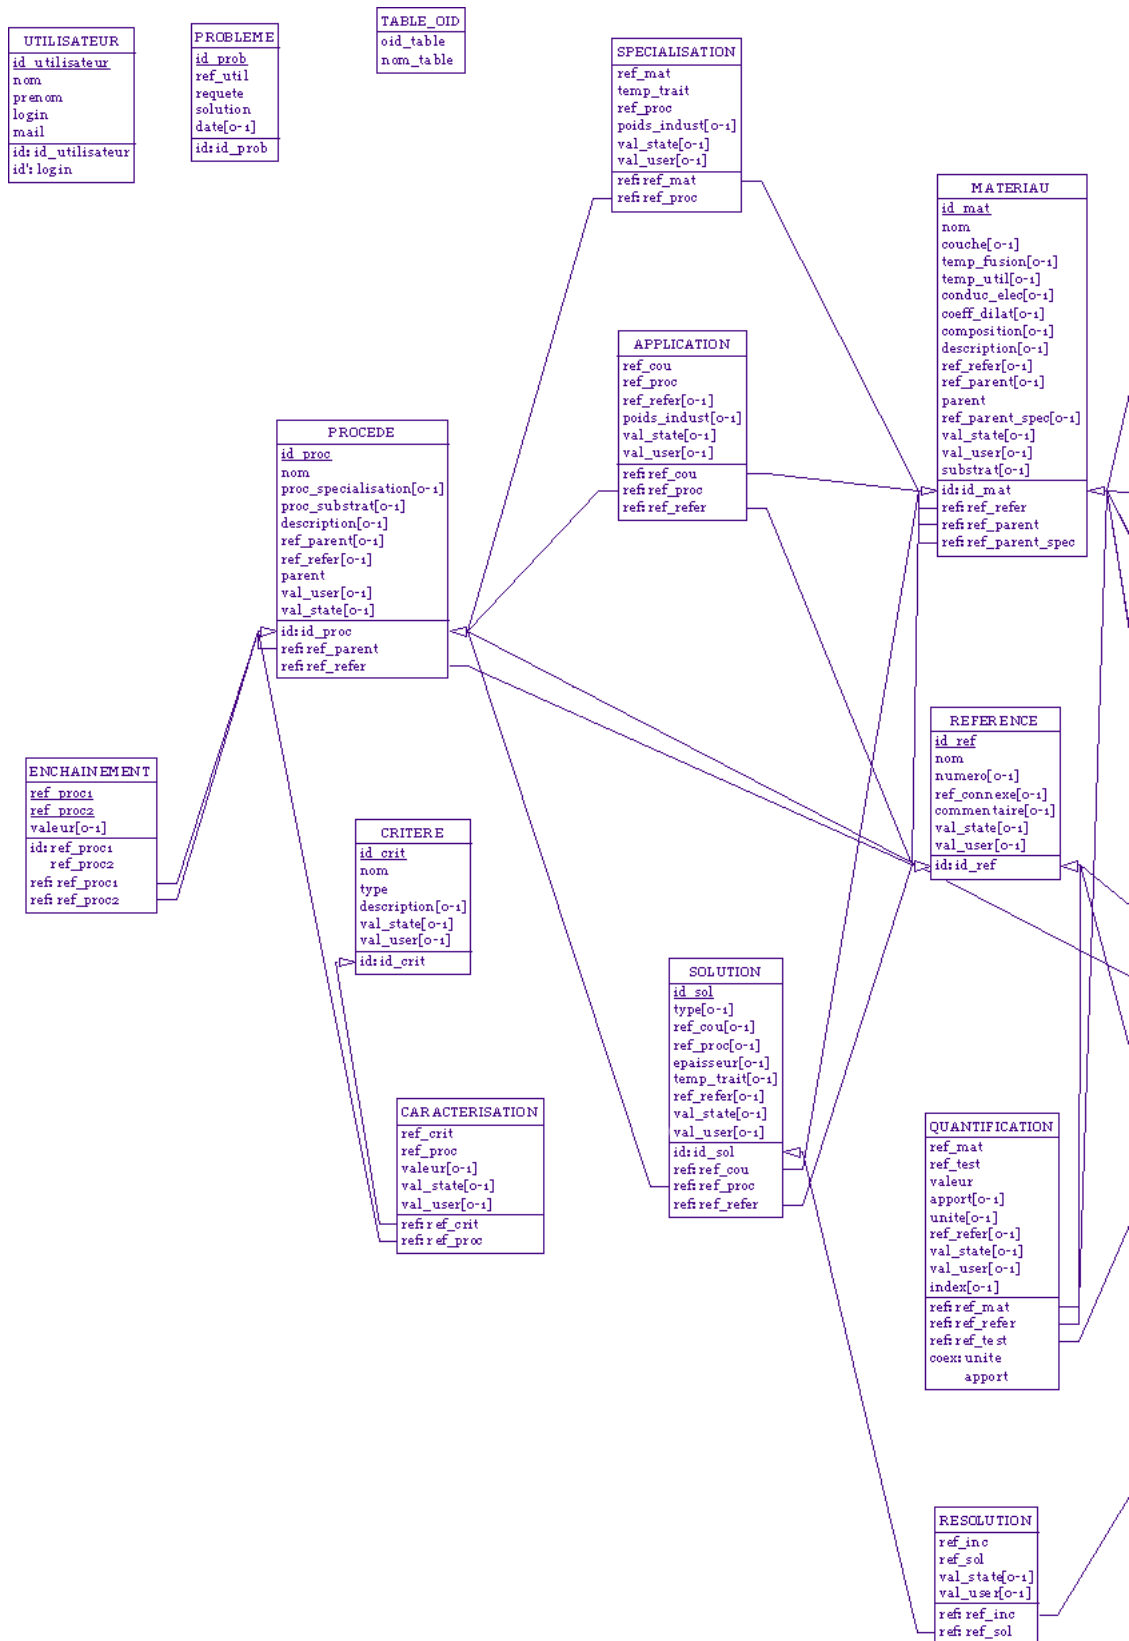 UTILISATEUR
id_utilisateur
nom
prenom
login
mail
id: id_utilisateur
id': login
PROBLEME
id_prob
ref_util
requete
solution
date[0-1]
id: id_prob
TABLE_OID
oid_table
nom_table
SPECIALISATION
ref_mat
temp_trait
ref_proc
poids_indust[0-1]
val_state[0-1]
val_user[0-1]
ref: ref_mat
ref: ref_proc
MATERIAU
id_mat
nom
couche[0-1]
temp_fusion[0-1]
temp_util[0-1]
conduc_elec[0-1]
coeff_dilat[0-1]
composition[0-1]
description[0-1]
ref_refer[0-1]
ref_parent[0-1]
parent
ref_parent_spec[0-1]
val_state[0-1]
val_user[0-1]
substrat[0-1]
id: id_mat
ref: ref_refer
ref: ref_parent
ref: ref_parent_spec
APPLICATION
ref_cou
ref_proc
ref_refer[0-1]
poids_indust[0-1]
val_state[0-1]
val_user[0-1]
ref: ref_cou
ref: ref_proc
ref: ref_refer
PROCEDE
id_proc
nom
proc_specialisation[0-1]
proc_substrat[0-1]
description[0-1]
ref_parent[0-1]
ref_refer[0-1]
parent
val_user[0-1]
val_state[0-1]
id: id_proc
ref: ref_parent
ref: ref_refer
REFERENCE
id_ref
nom
numero[0-1]
ref_connexe[0-1]
commentaire[0-1]
val_state[0-1]
val_user[0-1]
id: id_ref
ENCHAINEMENT
ref_proc1
ref_proc2
valeur[0-1]
id: ref_proc1
ref_proc2
ref: ref_proc1
ref: ref_proc2
CRITERE
id_crit
nom
type
description[0-1]
val_state[0-1]
val_user[0-1]
id: id_crit
SOLUTION
id_sol
type[0-1]
ref_cou[0-1]
ref_proc[0-1]
epaisseur[0-1]
temp_trait[0-1]
ref_refer[0-1]
val_state[0-1]
val_user[0-1]
id: id_sol
ref: ref_cou
ref: ref_proc
ref: ref_refer
CARACTERISATION
ref_crit
ref_proc
valeur[0-1]
val_state[0-1]
val_user[0-1]
ref: ref_crit
ref: ref_proc
QUANTIFICATION
ref_mat
ref_test
valeur
apport[0-1]
unite[0-1]
ref_refer[0-1]
val_state[0-1]
val_user[0-1]
index[0-1]
ref: ref_mat
ref: ref_refer
ref: ref_test
coex: unite
apport
RESOLUTION
ref_inc
ref_sol
val_state[0-1]
val_user[0-1]
ref: ref_inc
ref: ref_sol